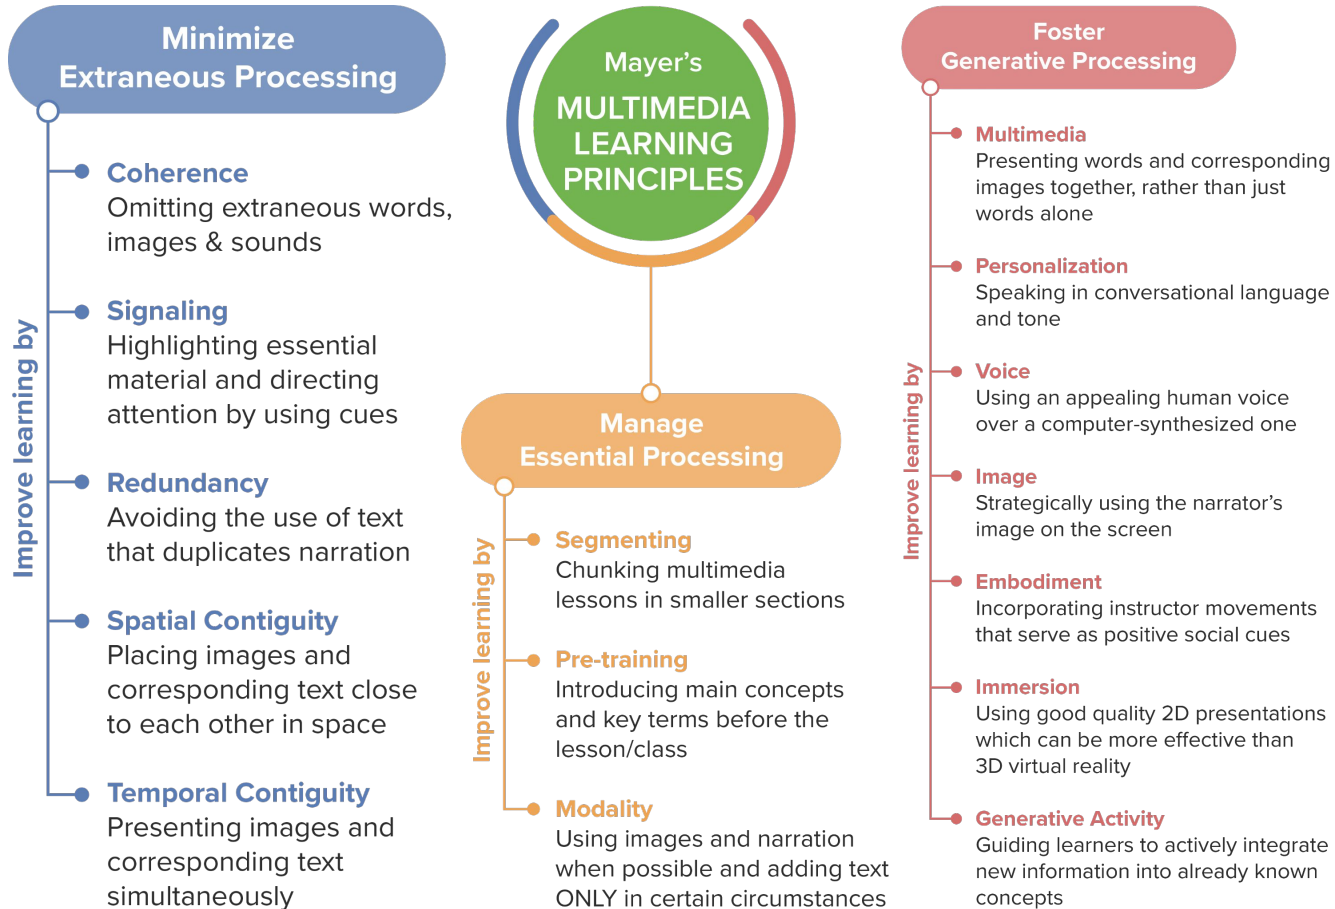 Minimize
Extraneous Processing
Improve learning by
Coherence
Omitting extraneous words,
images & sounds
Signaling
Highlighting essential
material and directing
attention by using cues
Redundancy
Avoiding the use of text
that duplicates narration
Spatial Contiguity
Placing images and
corresponding text close
to each other in space
Temporal Contiguity
Presenting images and
corresponding text
simultaneously
Mayer’s
MULTIMEDIA
LEARNING
PRINCIPLES
Manage
Essential Processing
Improve learning by
Segmenting
Chunking multimedia
lessons in smaller sections
Pre-training
Introducing main concepts
and key terms before the
lesson/class
Modality
Using images and narration
when possible and adding text
ONLY in certain circumstances
Foster
Generative Processing
Improve learning by
Multimedia
Presenting words and corresponding
images together, rather than just
words alone
Personalization
Speaking in conversational language
and tone
Voice
Using an appealing human voice
over a computer-synthesized one
Image
Strategically using the narrator’s
image on the screen
Embodiment
Incorporating instructor movements
that serve as positive social cues
Immersion
Using good quality 2D presentations
which can be more effective than
3D virtual reality
Generative Activity
Guiding learners to actively integrate
new information into already known
concepts